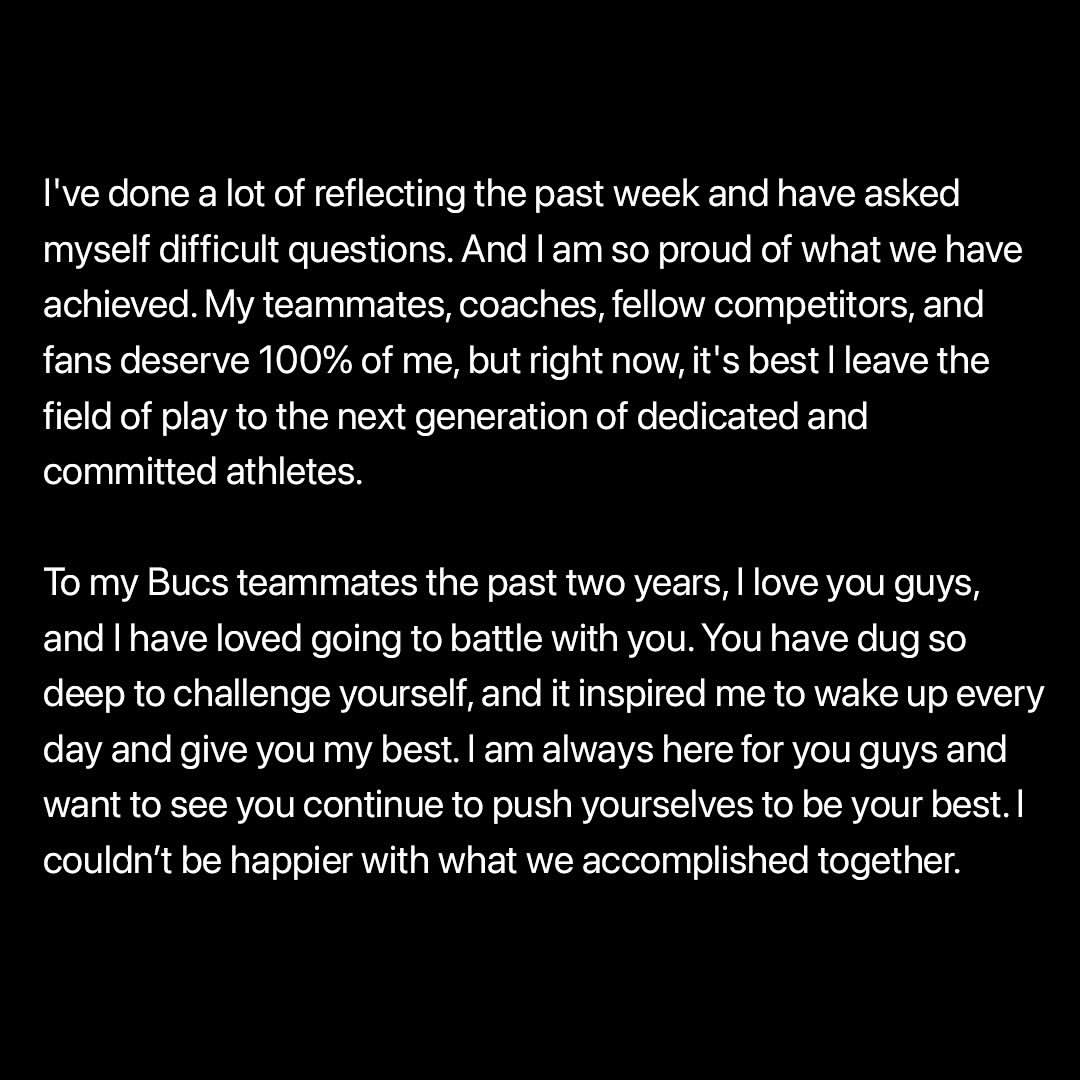 I've done a lot of reflecting the past week and have asked
myself difficult questions. And I am so proud of what we have
achieved. My teammates, coaches, fellow competitors, and
fans deserve 100% of me, but right now, it's best I leave the
field of play to the next generation of dedicated and
committed athletes.

To my Bucs teammates the past two years, I love you guys,
and I have loved going to battle with you. You have dug so
deep to challenge yourself, and it inspired me to wake up every
day and give you my best. I am always here for you guys and
want to see you continue to push yourselves to be your best. I
couldn’t be happier with what we accomplished together.